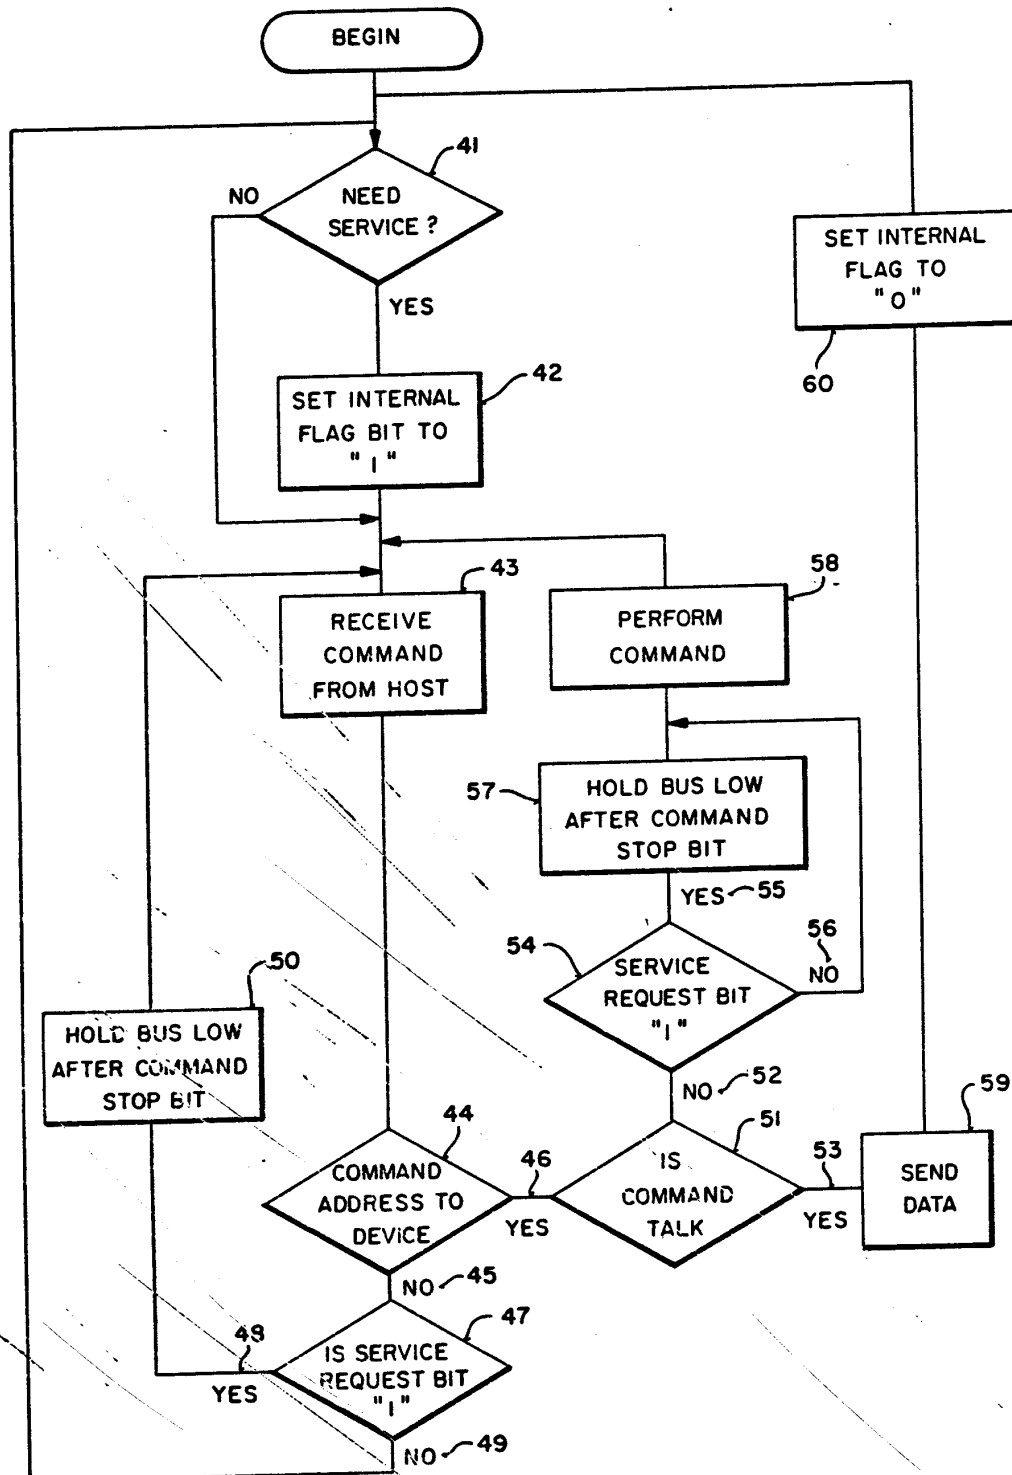 BEGIN
41
NEED
SERVICE ?
NO
YES
SET INTERNAL
FLAG TO
"0"
60
42
SET INTERNAL
FLAG BIT TO
"1"
43
RECEIVE
COMMAND
FROM HOST
58
PERFORM
COMMAND
57
HOLD BUS LOW
AFTER COMMAND
STOP BIT
YES 55
54
SERVICE
REQUEST BIT
"1"
56
NO
50
HOLD BUS LOW
AFTER COMMAND
STOP BIT
NO 52
44
COMMAND
ADDRESS TO
DEVICE
46
YES
51
IS
COMMAND
TALK
53
YES
59
SEND
DATA
NO 45
47
IS SERVICE
REQUEST BIT
"1"
48
YES
NO 49